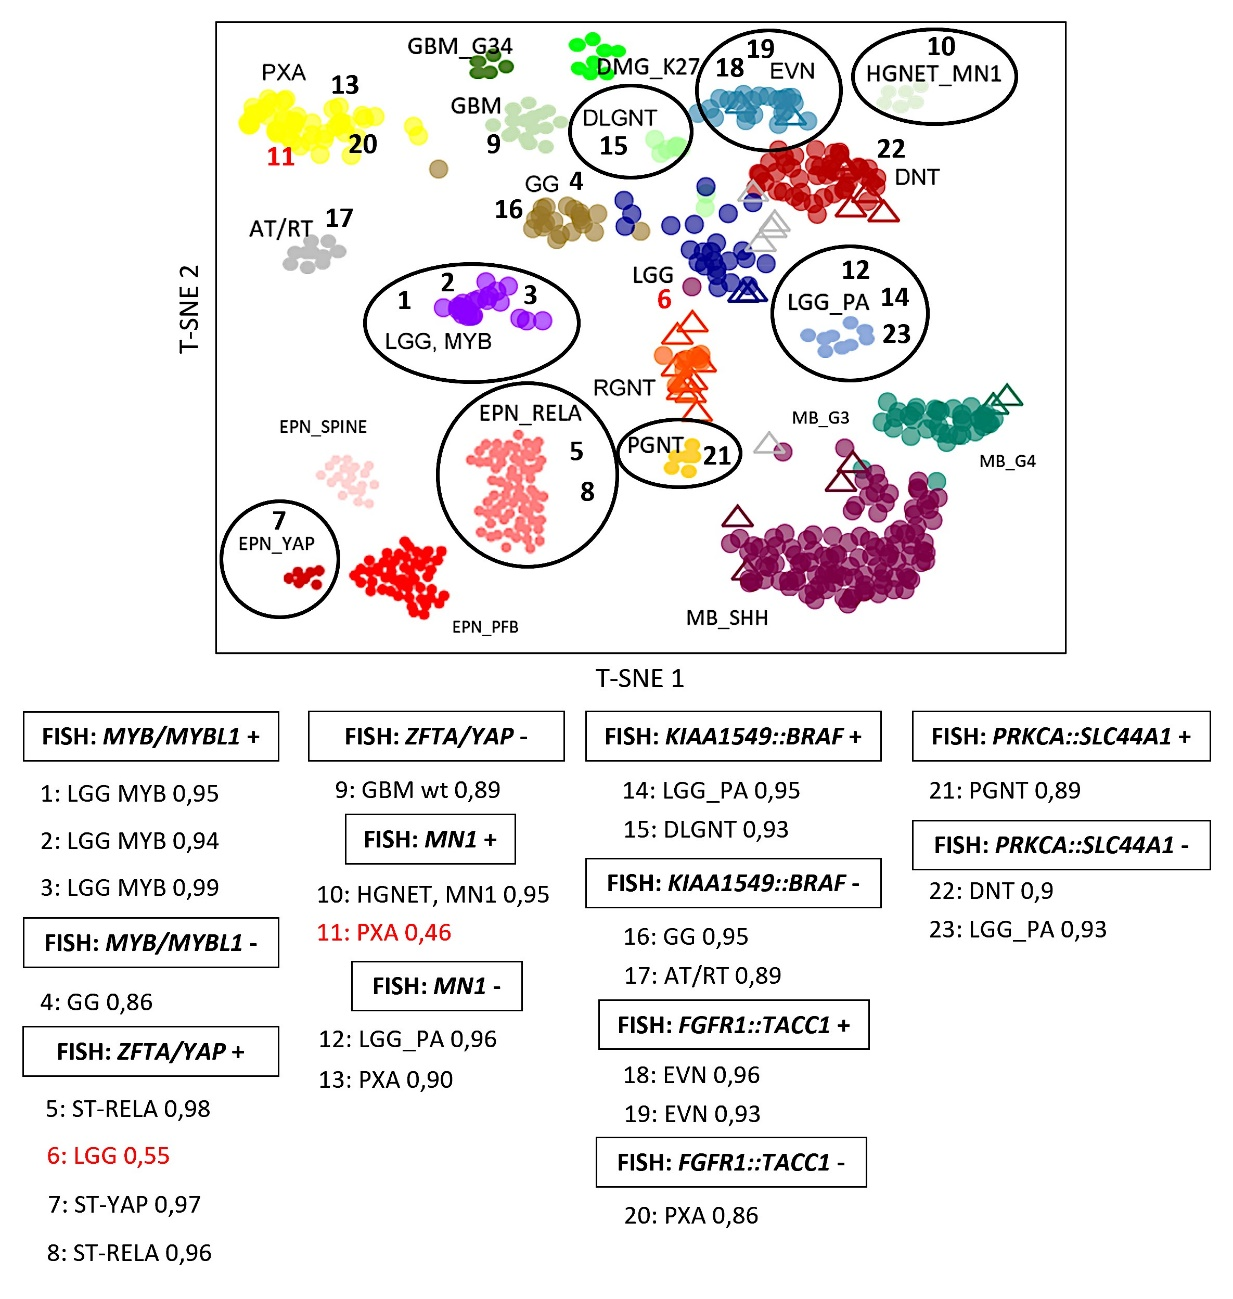 GBM_G34
DMG_K27
19
18 EVN
10
HGNET_MN1
PXA
13
GBM
9
DLGNT
15
11
20
22
DNT
GG 4
16
AT/RT 17
LGG
6
12
LGG_PA 14
23
1 2 3
LGG, MYB
RGNT
EPN_RELA
5
8
PGNT 21
MB_G3
MB_G4
EPN_SPINE
7
EPN_YAP
EPN_PFB
MB_SHH
T-SNE 2
T-SNE 1
FISH: MYB/MYBL1 +
1: LGG MYB 0,95
2: LGG MYB 0,94
3: LGG MYB 0,99
FISH: MYB/MYBL1 -
4: GG 0,86
FISH: ZFTA/YAP +
5: ST-RELA 0,98
6: LGG 0,55
7: ST-YAP 0,97
8: ST-RELA 0,96
FISH: ZFTA/YAP -
9: GBM wt 0,89
FISH: MN1 +
10: HGNET, MN1 0,95
11: PXA 0,46
FISH: MN1 -
12: LGG_PA 0,96
13: PXA 0,90
FISH: KIAA1549::BRAF +
14: LGG_PA 0,95
15: DLGNT 0,93
FISH: KIAA1549::BRAF -
16: GG 0,95
17: AT/RT 0,89
FISH: FGFR1::TACC1 +
18: EVN 0,96
19: EVN 0,93
FISH: FGFR1::TACC1 -
20: PXA 0,86
FISH: PRKCA::SLC44A1 +
21: PGNT 0,89
FISH: PRKCA::SLC44A1 -
22: DNT 0,9
23: LGG_PA 0,93